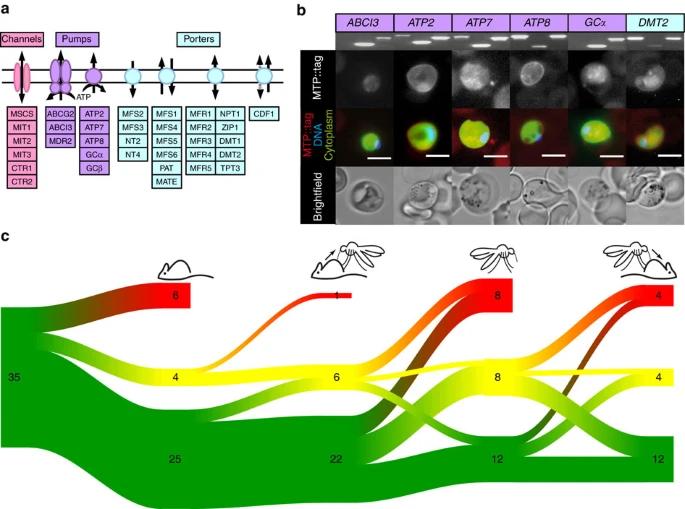 a
Channels
Pumps
Porters
ATP
MSCS
MIT1
MIT2
MIT3
CTR1
CTR2
ABCG2
ABCI3
MDR2
ATP2
ATP7
ATP8
GCα
GCβ
MFS2
MFS3
NT2
NT4
MFS1
MFS4
MFS5
MFS6
PAT
MATE
MFR1
MFR2
MFR3
MFR4
MFR5
NPT1
ZIP1
DMT1
DMT2
TPT3
CDF1
b
ABCI3 ATP2 ATP7 ATP8 GCα DMT2
MTP::tag
MTP::tag
DNA
Cytoplasm
Brightfield
c
6 1 8 4
35 4 6 8 4
25 22 12 12